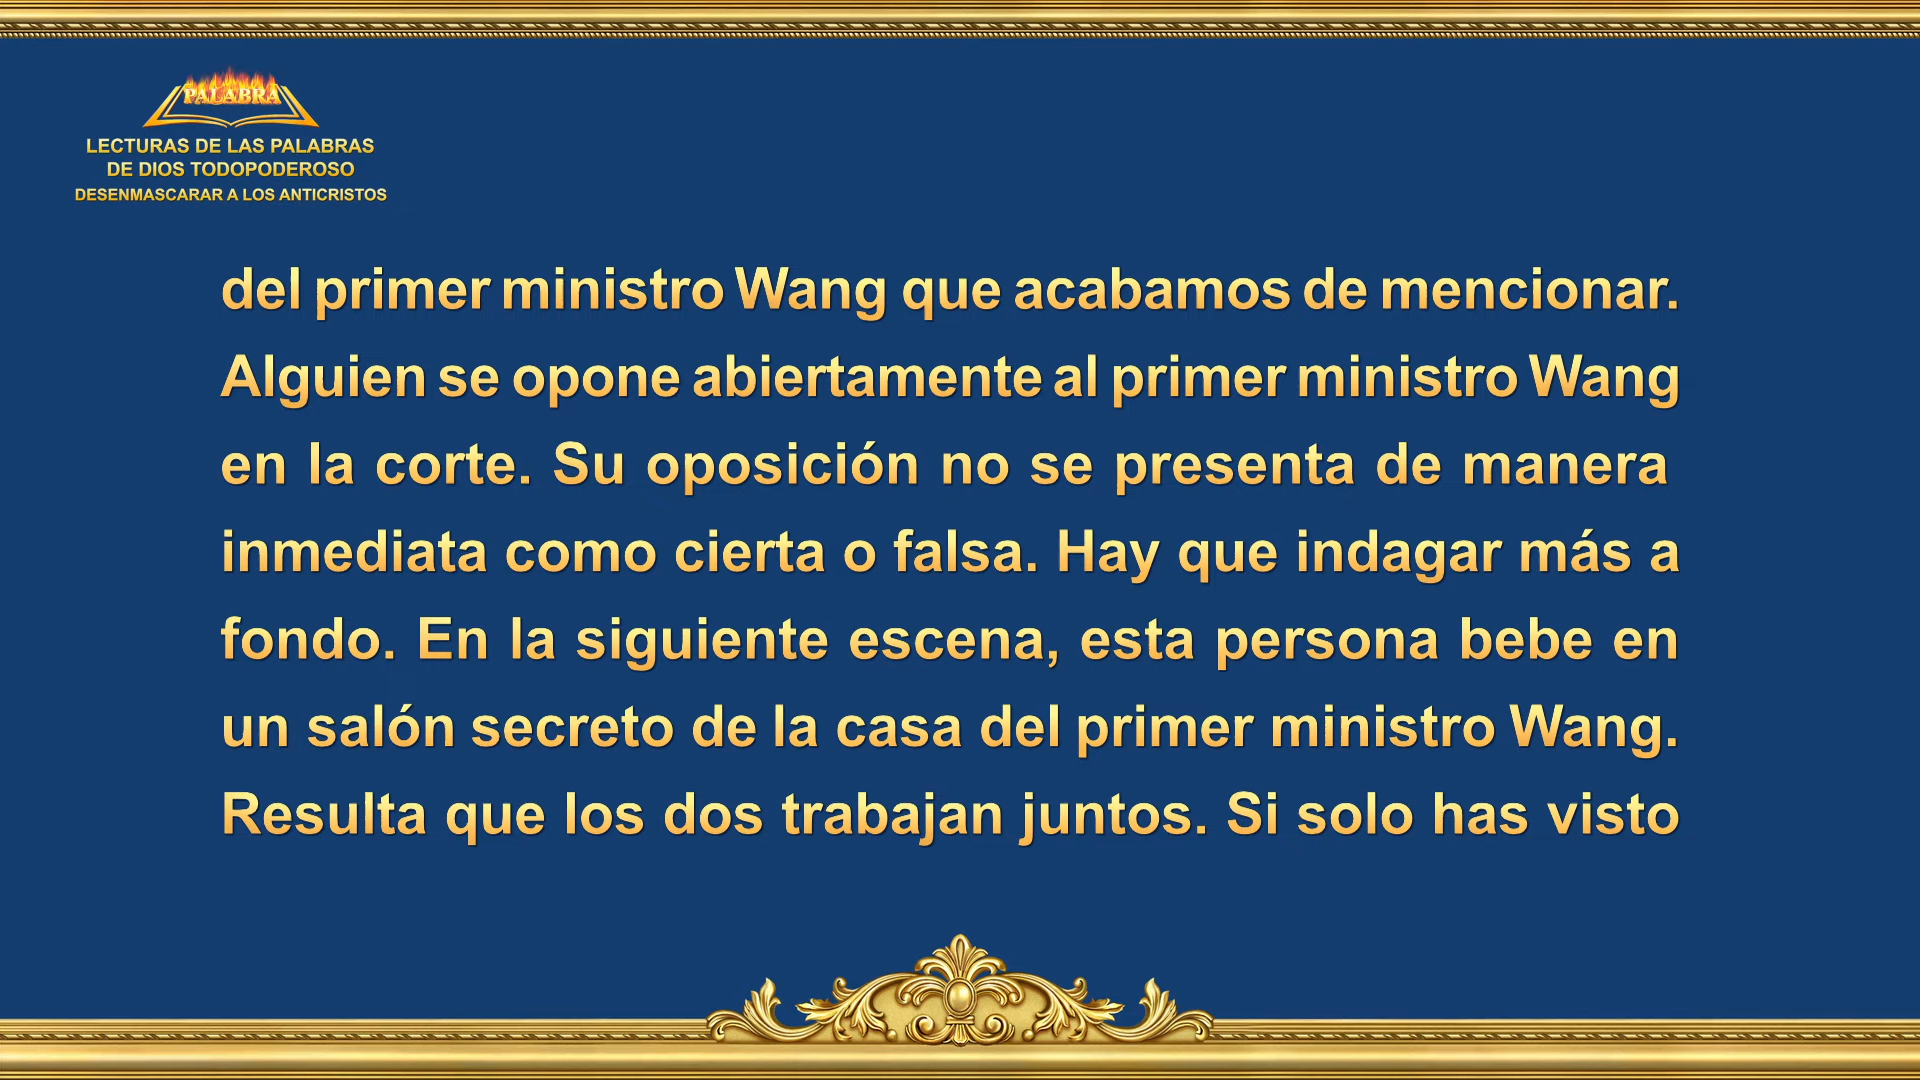 PALABRA
LECTURAS DE LAS PALABRAS
DE DIOS TODOPODEROSO
DESENMASCARAR A LOS ANTICRISTOS
del primer ministro Wang que acabamos de mencionar.
Alguien se opone abiertamente al primer ministro Wang
en la corte. Su oposición no se presenta de manera
inmediata como cierta o falsa. Hay que indagar más a
fondo. En la siguiente escena, esta persona bebe en
un salón secreto de la casa del primer ministro Wang.
Resulta que los dos trabajan juntos. Si solo has visto